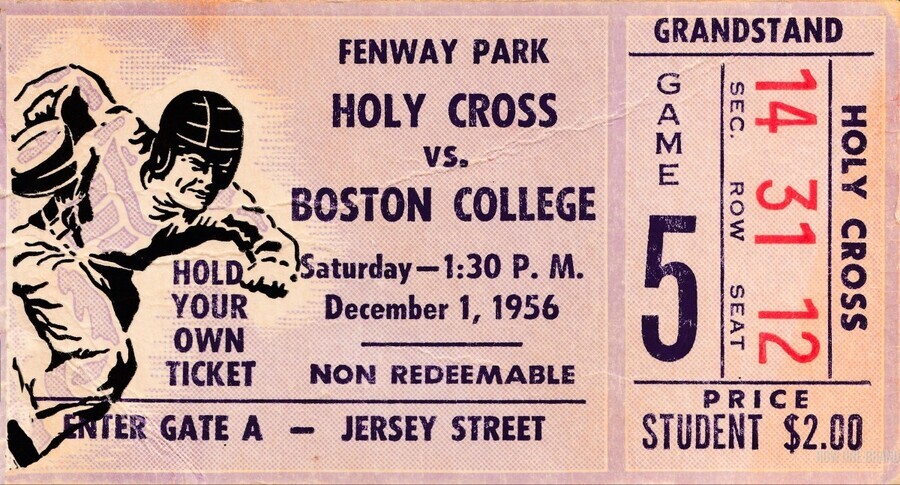 FENWAY PARK
HOLY CROSS
VS.
BOSTON COLLEGE
Saturday—1:30 P. M.
December 1, 1956
NON REDEEMABLE
HOLD
YOUR
OWN
TICKET
ENTER GATE A — JERSEY STREET
GRANDSTAND
GAME
5
SEC. ROW SEAT
14 31 12
HOLY CROSS
PRICE
STUDENT $2.00